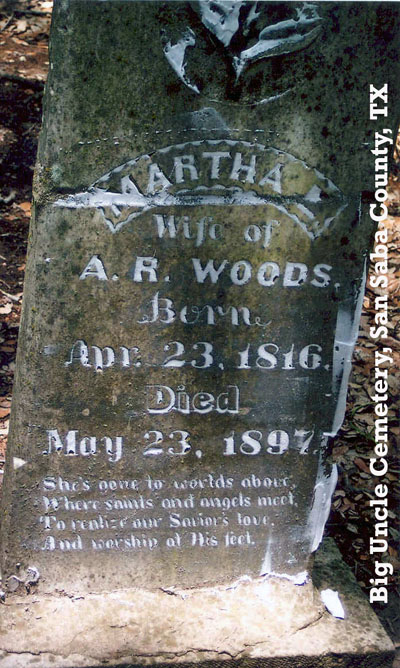 MARTHA
Wife of
A. R. WOODS.
Born
Apr. 23, 1816.
Died
May 23, 1897.
She's gone to worlds above,
Where saints and angels meet,
To realize our Savior's love,
And worship at His feet.
Big Uncle Cemetery, San Saba County, TX